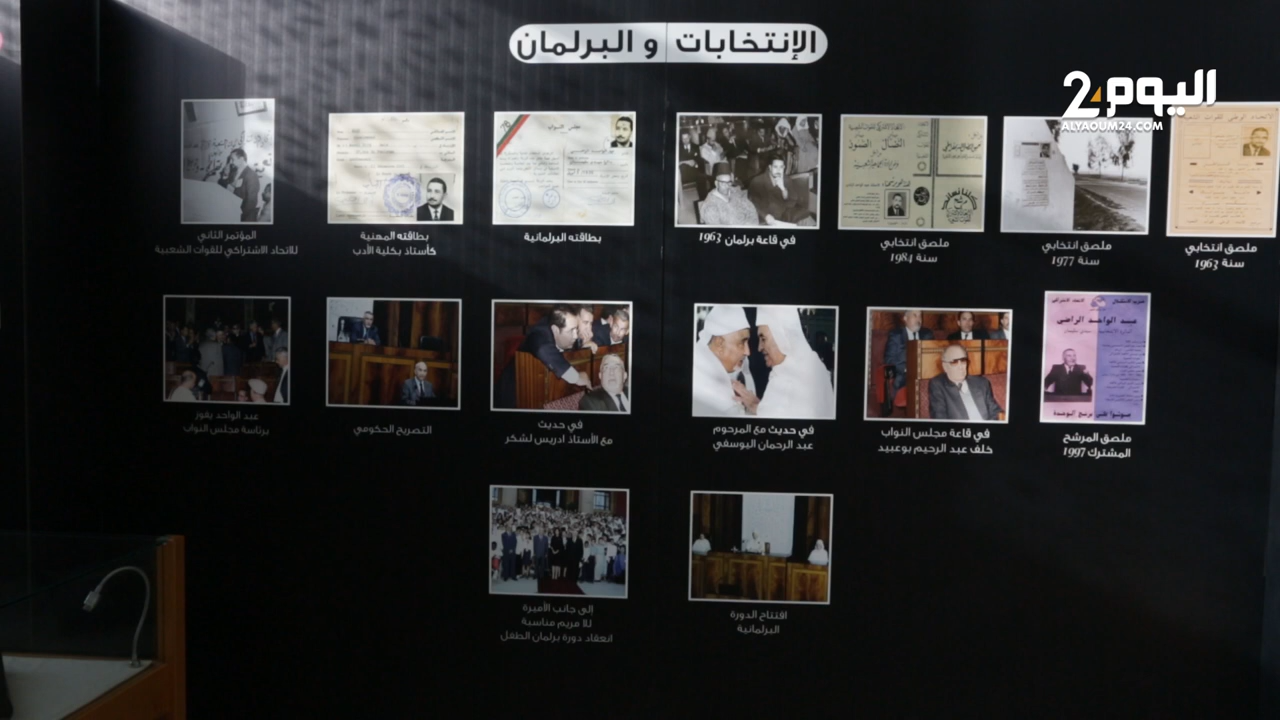 الإنتخابات و البرلمان
اليوم24
ALYAOUM24.COM
ملصق انتخابي
سنة 1963
ملصق انتخابي
سنة 1977
ملصق انتخابي
سنة 1984
في قاعة برلمان 1963
بطاقته البرلمانية
بطاقته المهنية
كأستاذ بكلية الأدب
المؤتمر الثاني
للاتحاد الاشتراكي للقوات الشعبية
عبد الواحد الراضي
ملصق المرشح
المشترك 1997
في قاعة مجلس النواب
خلف عبد الرحيم بوعبيد
في حديث مع المرحوم
عبد الرحمان اليوسفي
في حديث
مع الأستاذ ادريس لشكر
التصريح الحكومي
عبد الواحد يفوز
برئاسة مجلس النواب
افتتاح الدورة
البرلمانية
إلى جانب الأميرة
للا مريم مناسبة
انعقاد دورة برلمان الطفل